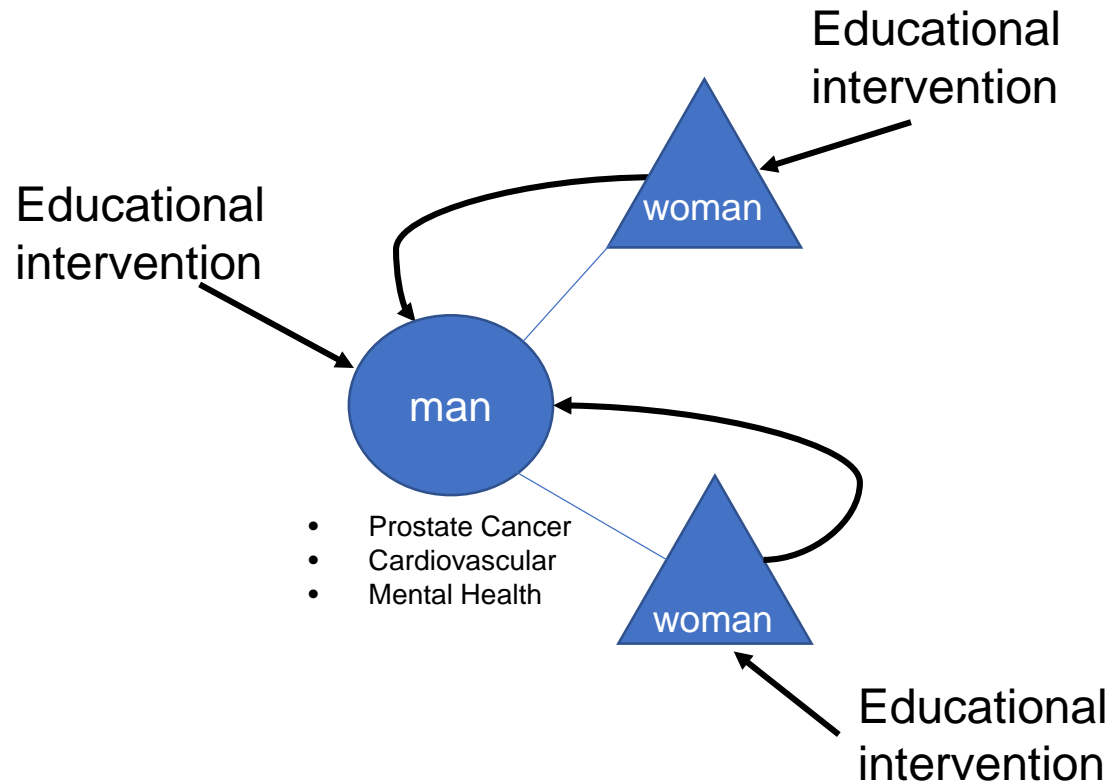 Educational
intervention
woman
Educational
intervention
man
• Prostate Cancer
• Cardiovascular
• Mental Health
woman
Educational
intervention